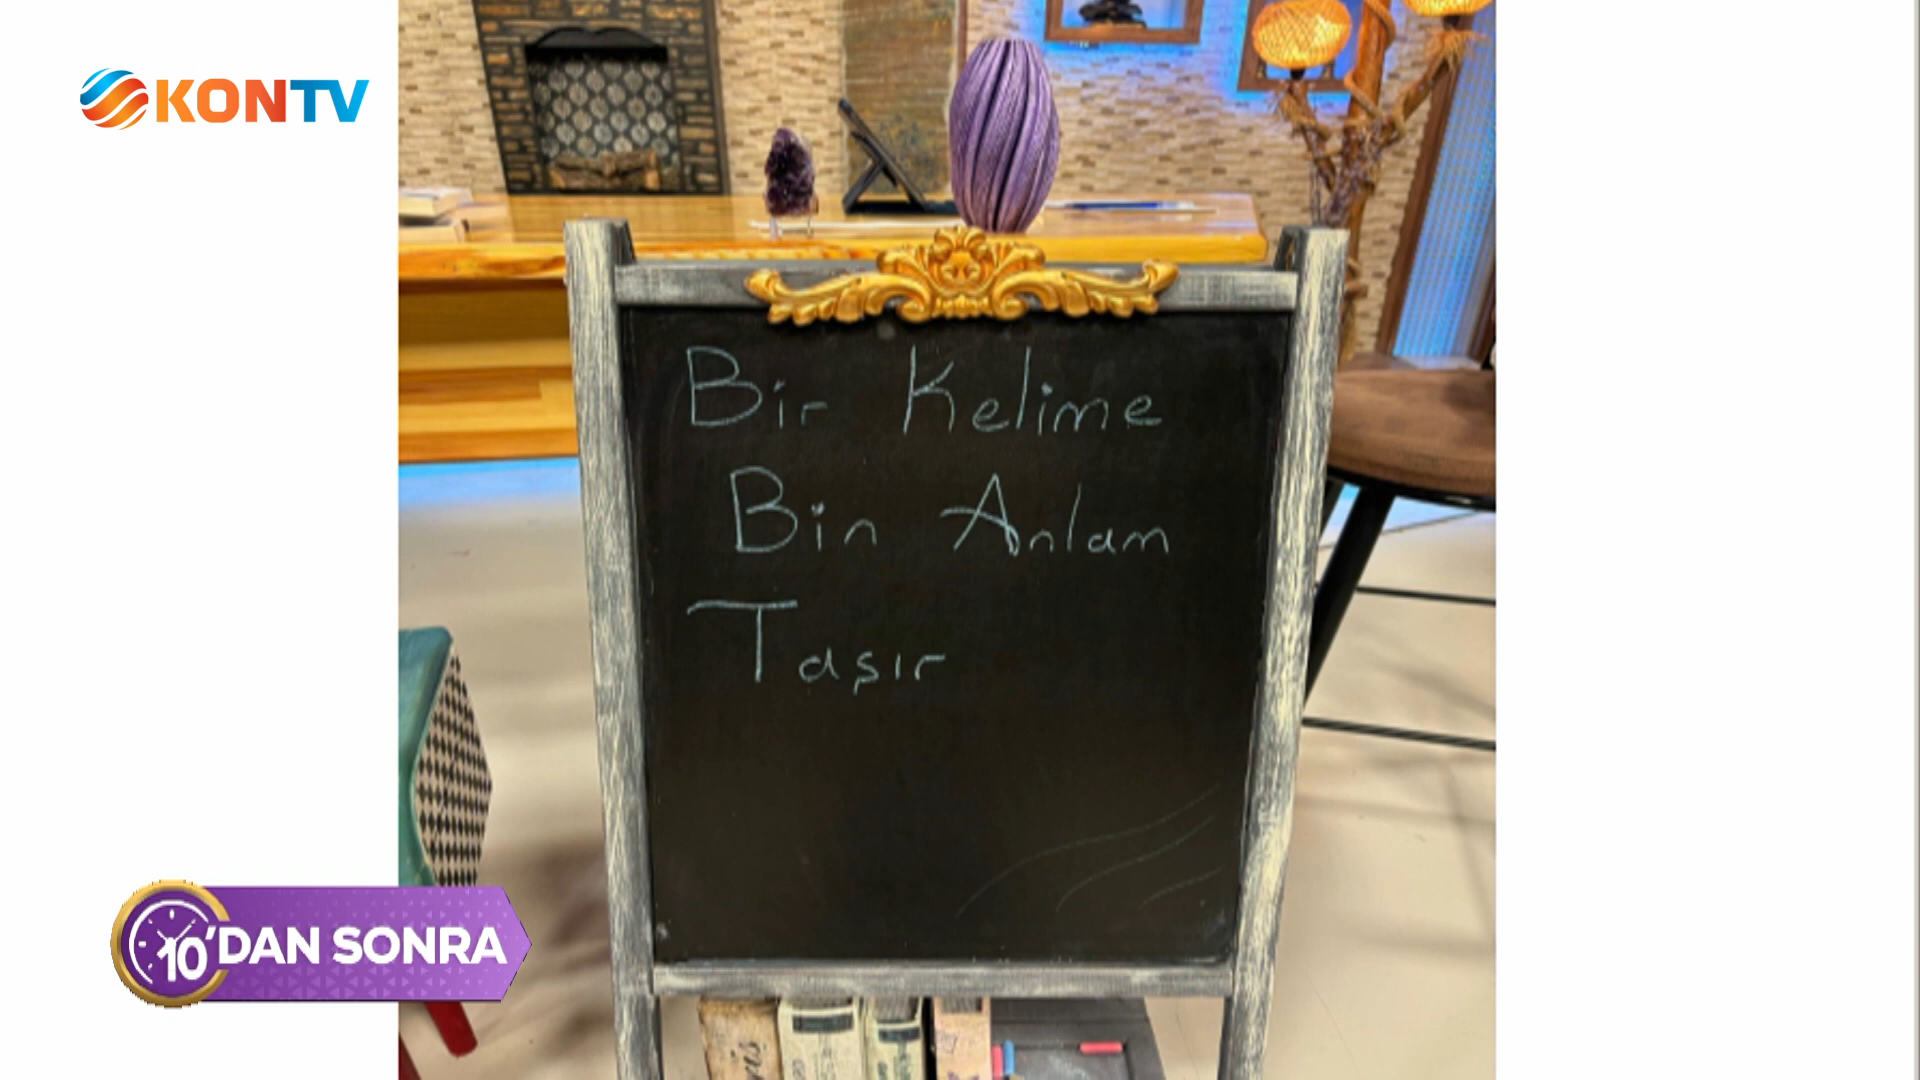 KONTV
Bir Kelime
Bin Anlam
Taşır
10'DAN SONRA